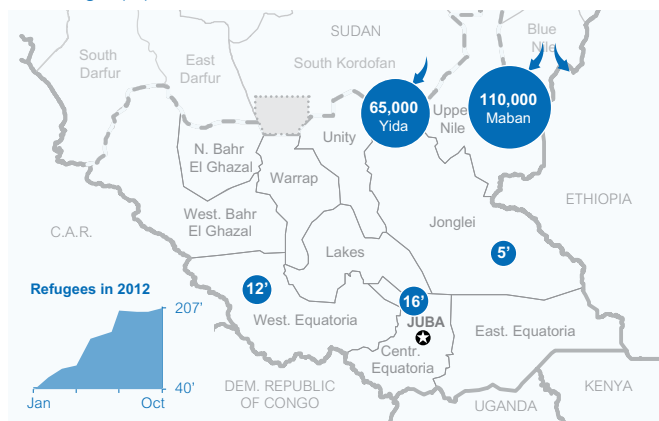 SUDAN
Blue
Nile
South
Darfur
East
Darfur
South Kordofan
65,000
Yida
110,000
Maban
Uppe
Nile
Unity
N. Bahr
El Ghazal
Warrap
ETHIOPIA
West. Bahr
El Ghazal
Jonglei
C.A.R.
Lakes
5'
Refugees in 2012
12'
16'
207'
West. Equatoria
JUBA
East. Equatoria
Centr.
Equatoria
40'
Jan
Oct
DEM. REPUBLIC
OF CONGO
UGANDA
KENYA